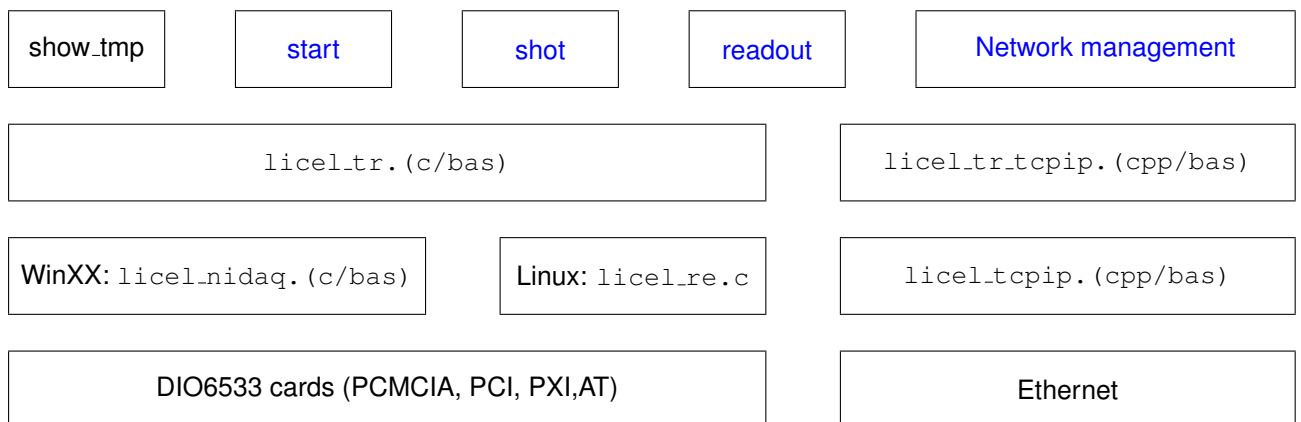 show_tmp
start
shot
readout
Network management
licel_tr.(c/bas)
licel_tr_tcpip.(cpp/bas)
WinXX: licel_nidaq.(c/bas)
Linux: licel_re.c
licel_tcpip.(cpp/bas)
DIO6533 cards (PCMCIA, PCI, PXI,AT)
Ethernet